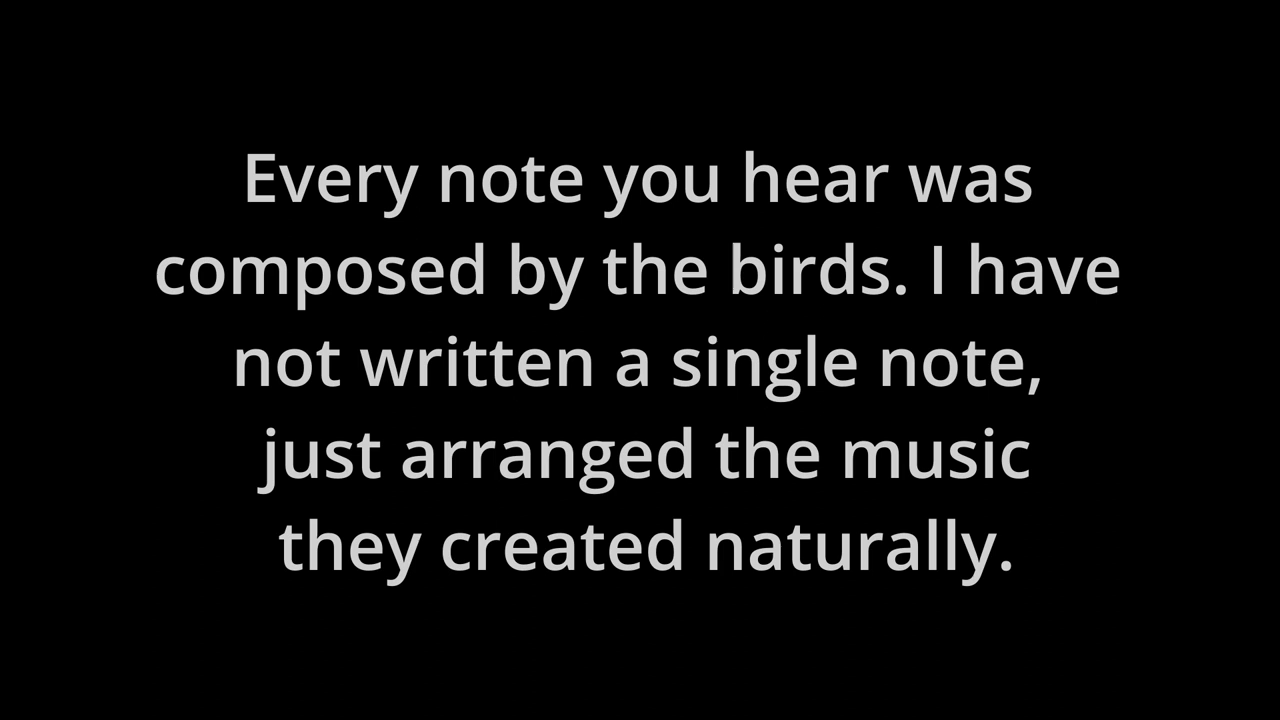 Every note you hear was
composed by the birds. I have
not written a single note,
just arranged the music
they created naturally.